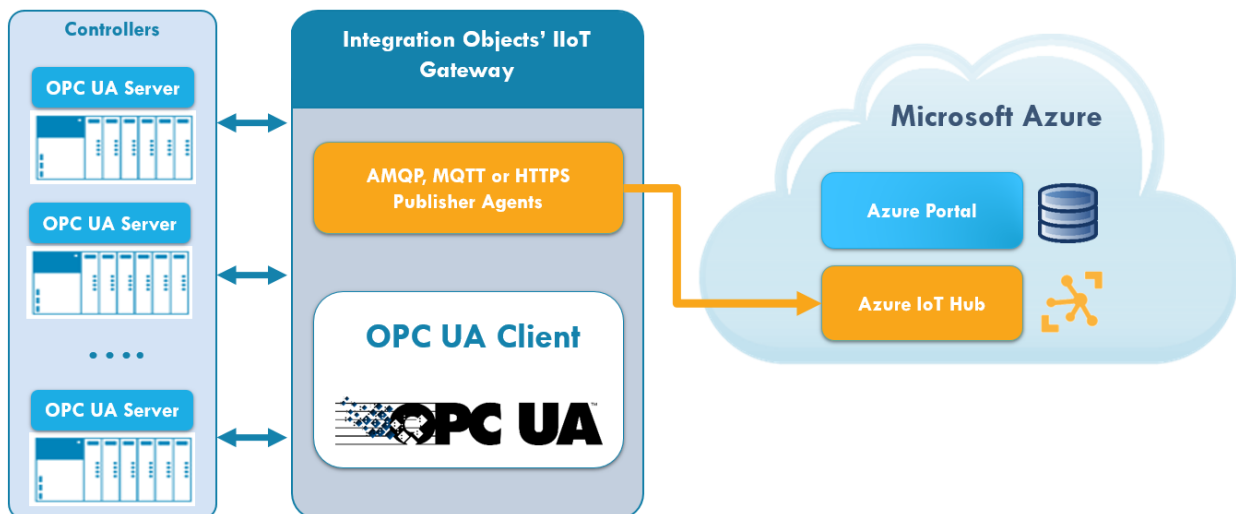 Controllers
OPC UA Server
OPC UA Server
....
OPC UA Server
Integration Objects’ IIoT
Gateway
AMQP, MQTT or HTTPS
Publisher Agents
OPC UA Client
OPC UA™
Microsoft Azure
Azure Portal
Azure IoT Hub